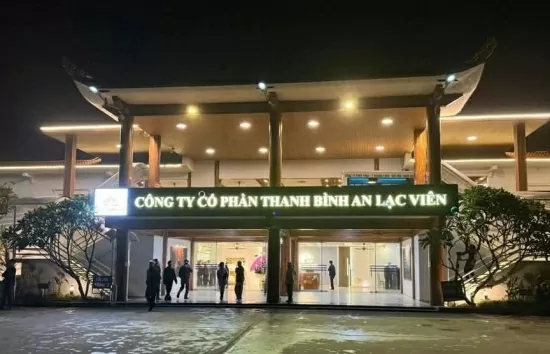 CÔNG TY CỔ PHẦN THANH BÌNH AN LẠC VIÊN